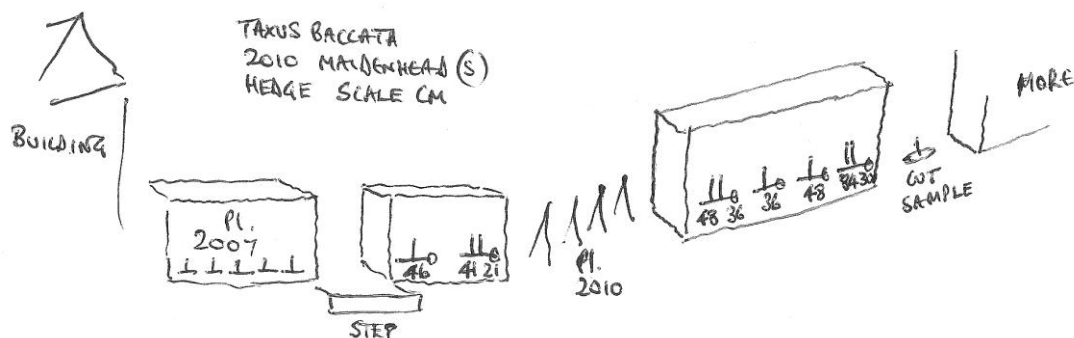 TAXUS BACCATA
2010 MAIDENHEAD (S)
HEDGE SCALE CM
BUILDING
MORE
Pl.
2007
46
41 21
STEP
Pl.
2010
48 36
36
48
84 30
CUT
SAMPLE